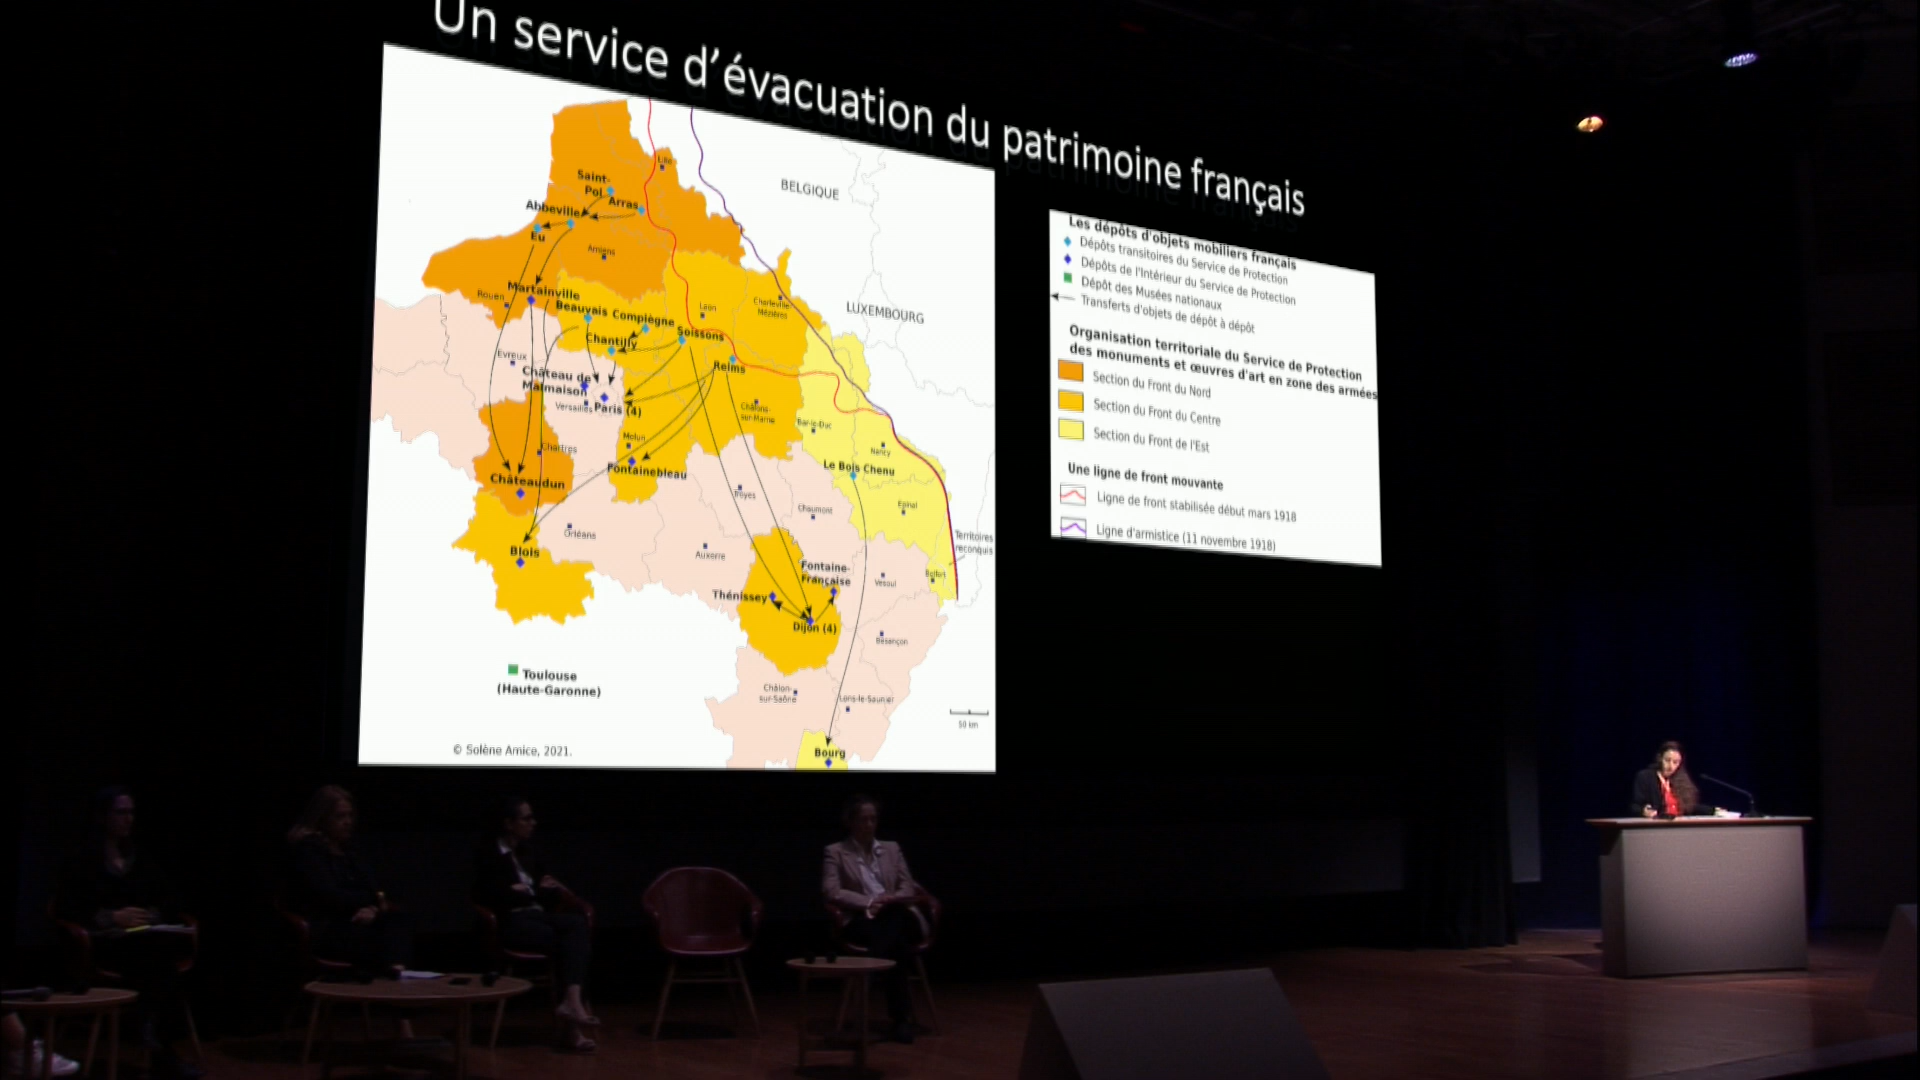 Un service d'évacuation du patrimoine français
BELGIQUE
LUXEMBOURG
Lille
Saint-
Pol
Arras
Abbeville
Eu
Amiens
Rouen
Martainville
Beauvais
Compiègne
Laon
Charleville-
Mézières
Soissons
Chantilly
Reims
Evreux
Château de
Malmaison
Versailles
Paris (4)
Châlons-
sur-Marne
Bar-le-Duc
Melun
Nancy
Chartres
Fontainebleau
Le Bois Chenu
Châteaudun
Troyes
Chaumont
Epinal
Orléans
Territoires
reconquis
Blois
Auxerre
Fontaine-
Française
Vesoul
Belfort
Thénissey
Dijon (4)
Besançon
Toulouse
(Haute-Garonne)
Châlon-
sur-Saône
Lons-le-Saunier
50 km
Bourg
© Solène Amice, 2021.
Les dépôts d'objets mobiliers français
Dépôts transitoires du Service de Protection
Dépôts de l'Intérieur du Service de Protection
Dépôt des Musées nationaux
Transferts d'objets de dépôt à dépôt
Organisation territoriale du Service de Protection
des monuments et œuvres d'art en zone des armées
Section du Front du Nord
Section du Front du Centre
Section du Front de l'Est
Une ligne de front mouvante
Ligne de front stabilisée début mars 1918
Ligne d'armistice (11 novembre 1918)